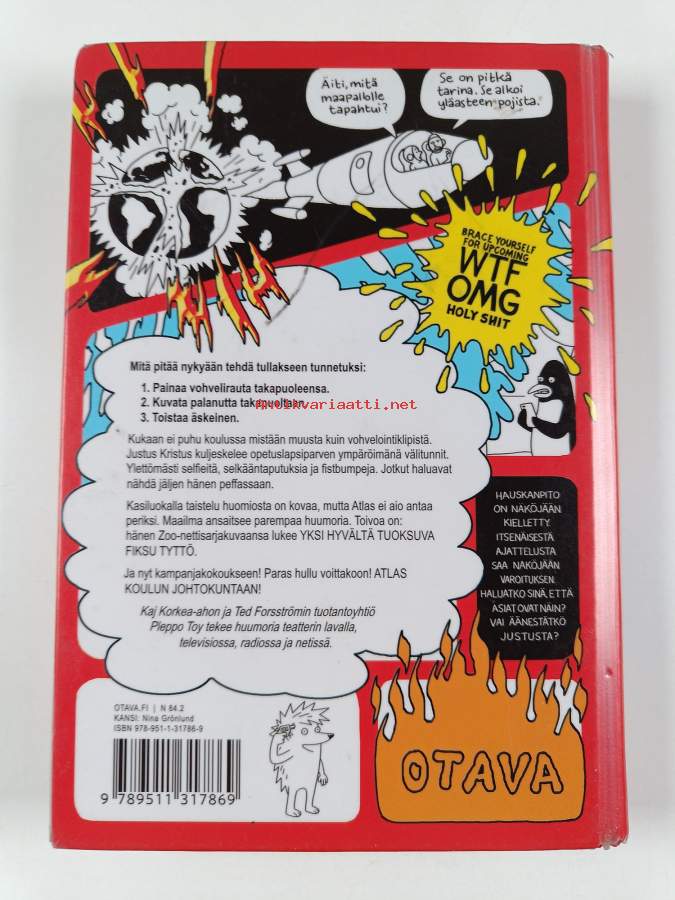 Äiti, mitä
maapallolle
tapahtui?
Se on pitkä
tarina. Se alkoi
yläasteen pojista.
BRACE YOURSELF
FOR UPCOMING
WTF
OMG
HOLY SHIT
Mitä pitää nykyään tehdä tullakseen tunnetuksi:
1. Painaa vohvelirauta takapuoleensa.
2. Kuvata palanutta takapuoltaan.
Antikvariaatti.net
3. Toistaa äskeinen.
Kukaan ei puhu koulussa mistään muusta kuin vohvelointiklipistä.
Justus Kristus kuljeskelee opetuslapsiparven ympäröimänä välitunnit.
Ylettömästi selfieitä, selkääntaputuksia ja fistbumpeja. Jotkut haluavat
nähdä jäljen hänen peffassaan.
Kasiluokalla taistelu huomiosta on kovaa, mutta Atlas ei aio antaa
periksi. Maailma ansaitsee parempaa huumoria. Toivoa on:
hänen Zoo-nettisarjakuvaansa lukee YKSI HYVÄLTÄ TUOKSUVA
FIKSU TYTTÖ.
Ja nyt kampanjakokoukseen! Paras hullu voittakoon! ATLAS
KOULUN JOHTOKUNTAAN!
Kaj Korkea-ahon ja Ted Forsströmin tuotantoyhtiö
Pleppo Toy tekee huumoria teatterin lavalla,
televisiossa, radiossa ja netissä.
HAUSKANPITO
ON NÄKÖJÄÄN
KIELLETTY.
ITSENÄISESTÄ
AJATTELUSTA
SAA NÄKÖJÄÄN
VAROITUKSEN.
HALUATKO SINÄ, ETTÄ
ASIAT OVAT NÄIN?
VAI ÄÄNESTÄTKÖ
JUSTUSTA?
OTAVA.FI | N 84.2
KANSI: Nina Grönlund
ISBN 978-951-1-31786-9
9 789511 317869
OTAVA